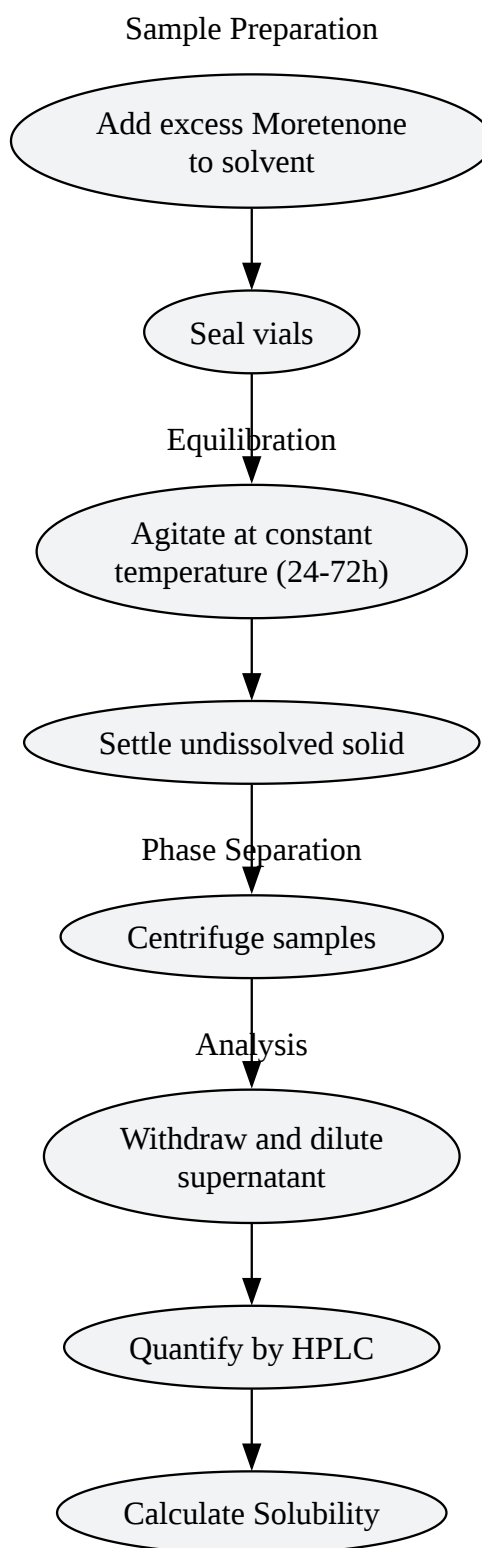 Sample Preparation
Add excess Moretenone
to solvent
Seal vials
Equilibration
Agitate at constant
temperature (24-72h)
Settle undissolved solid
Phase Separation
Centrifuge samples
Analysis
Withdraw and dilute
supernatant
Quantify by HPLC
Calculate Solubility